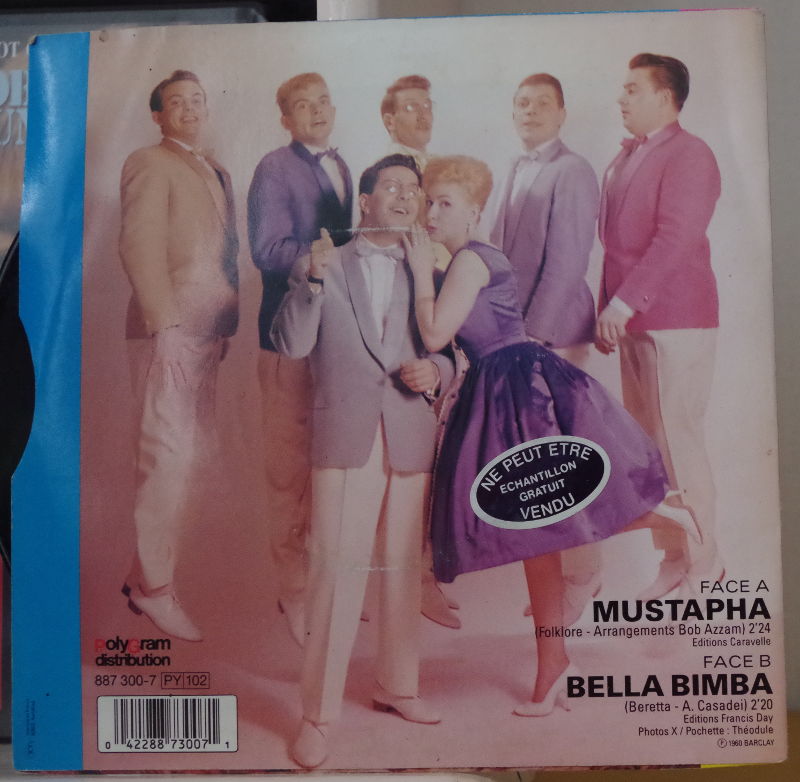 OT
NE PEUT ETRE
ECHANTILLON
GRATUIT
VENDU
FACE A
MUSTAPHA
(Folklore - Arrangements Bob Azzam) 2'24
Editions Caravelle
FACE B
BELLA BIMBA
(Beretta - A. Casadei) 2'20
Editions Francis Day
Photos X / Pochette : Théodule
Ⓟ 1960 BARCLAY
PolyGram
distribution
887 300-7 PY 102
0 42288 73007 1